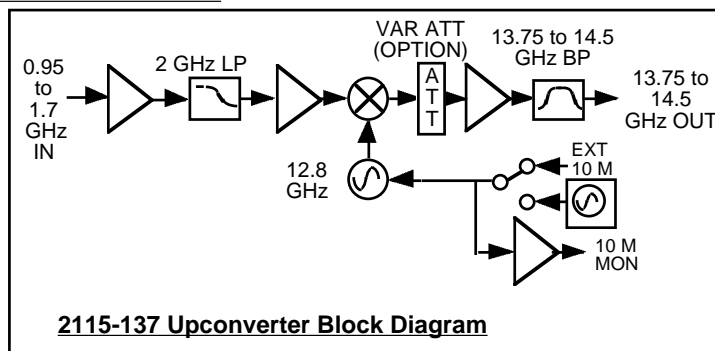 VAR ATT
(OPTION)
13.75 to 14.5
GHz BP
0.95
to
1.7
GHz
IN
2 GHz LP
A
T
T
13.75 to
14.5
GHz OUT
12.8
GHz
EXT
10 M
10 M
MON
2115-137 Upconverter Block Diagram